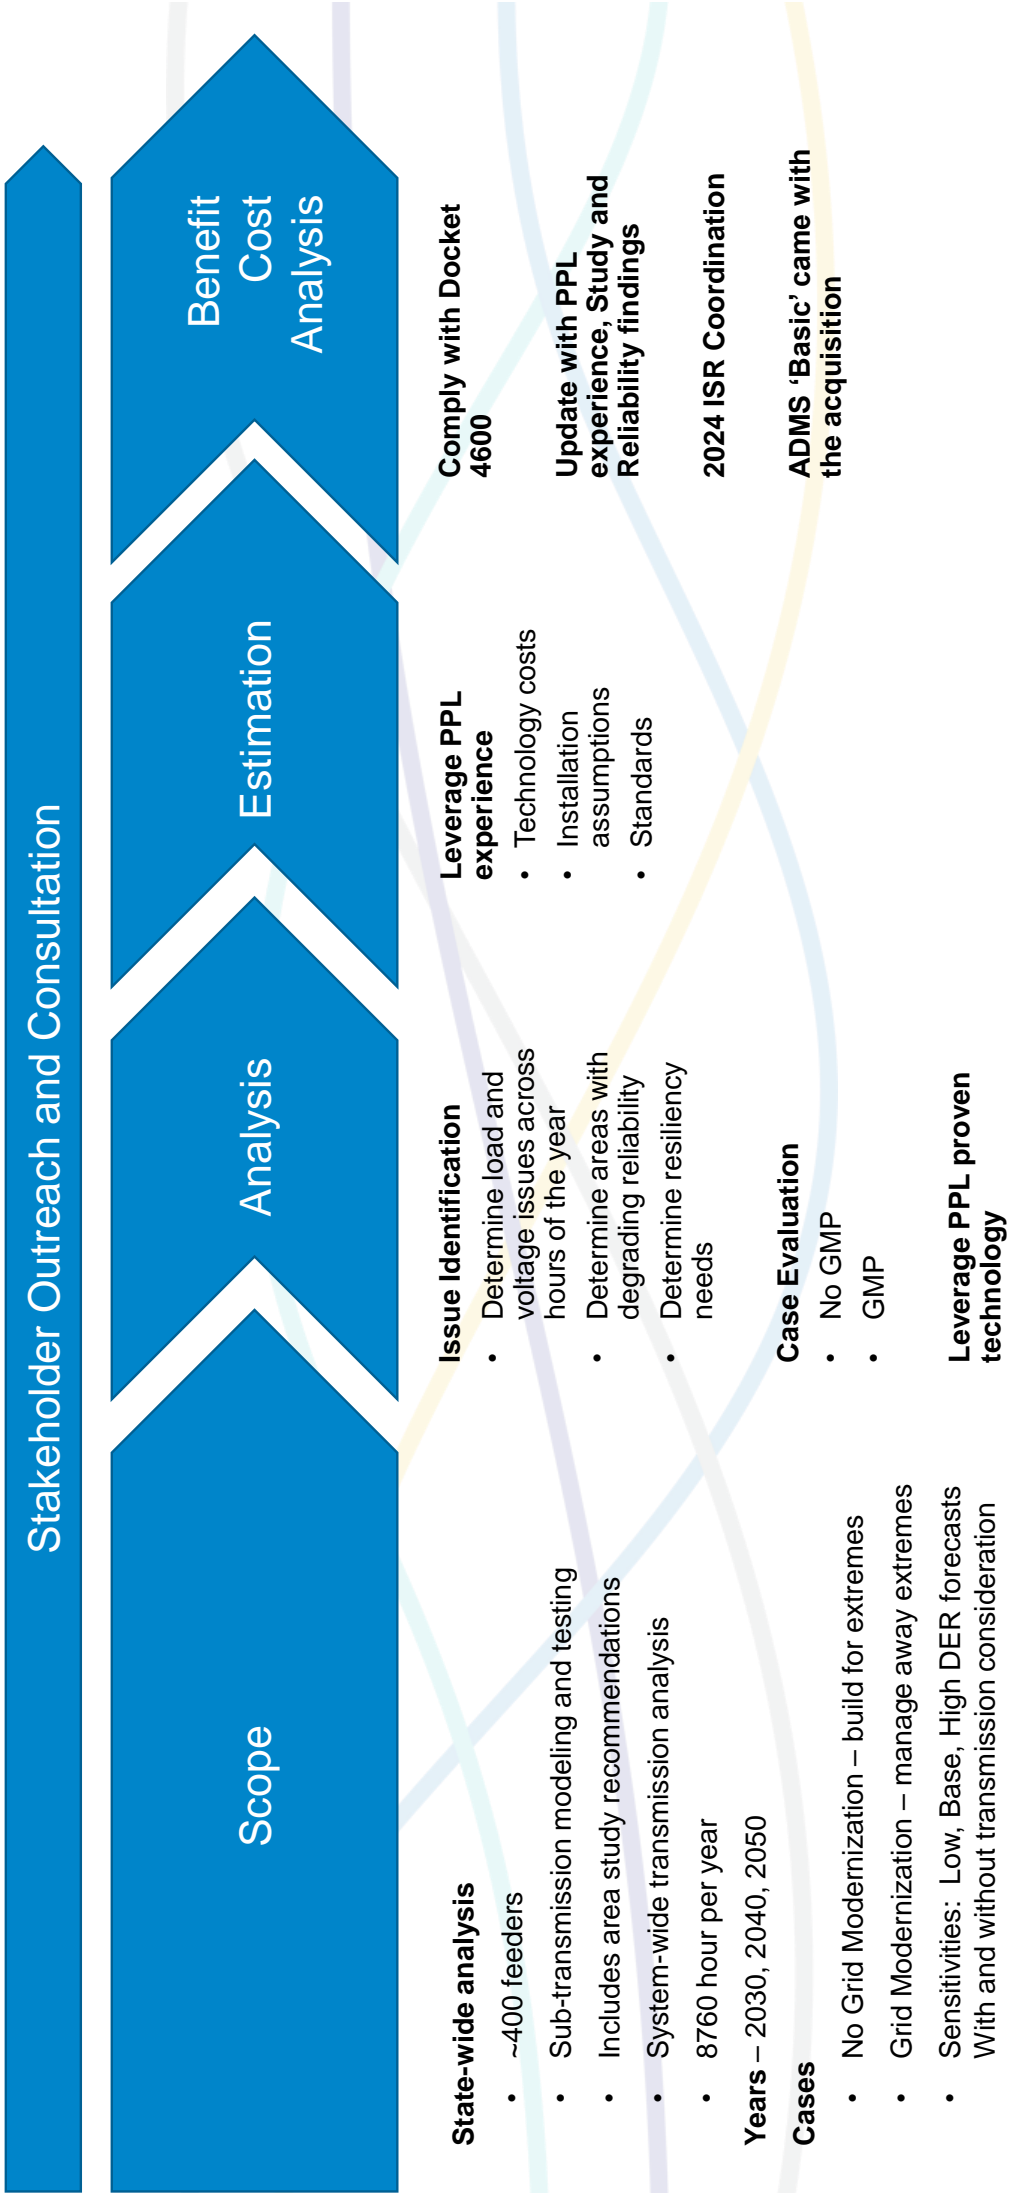 Stakeholder Outreach and Consultation
Scope
Analysis
Estimation
Benefit
Cost
Analysis
State-wide analysis
• ~400 feeders
• Sub-transmission modeling and testing
• Includes area study recommendations
• System-wide transmission analysis
• 8760 hour per year
Years – 2030, 2040, 2050
Cases
• No Grid Modernization – build for extremes
• Grid Modernization – manage away extremes
• Sensitivities: Low, Base, High DER forecasts
With and without transmission consideration
Issue Identification
• Determine load and
voltage issues across
hours of the year
• Determine areas with
degrading reliability
• Determine resiliency
needs
Case Evaluation
• No GMP
• GMP
Leverage PPL proven
technology
Leverage PPL
experience
• Technology costs
• Installation
assumptions
• Standards
Comply with Docket
4600
Update with PPL
experience, Study and
Reliability findings
2024 ISR Coordination
ADMS ‘Basic’ came with
the acquisition